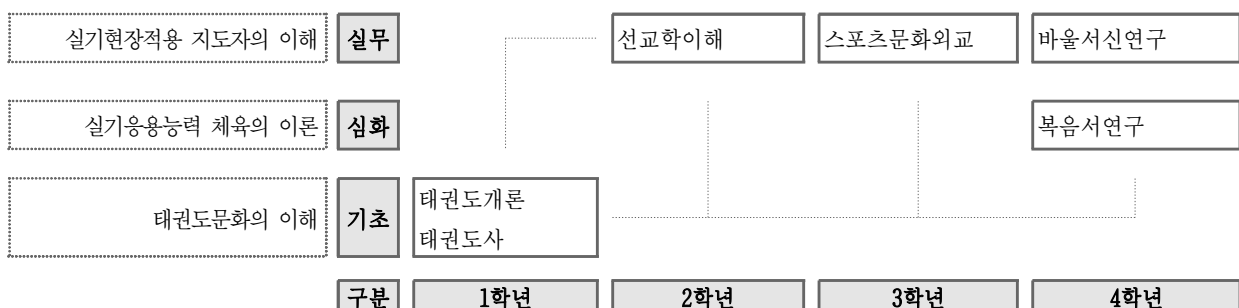 실기현장적용 지도자의 이해 실무 선교학이해 스포츠문화외교 바울서신연구
실기응용능력 체육의 이론 심화 복음서연구
태권도문화의 이해 기초 태권도개론
태권도사
구분 1학년 2학년 3학년 4학년